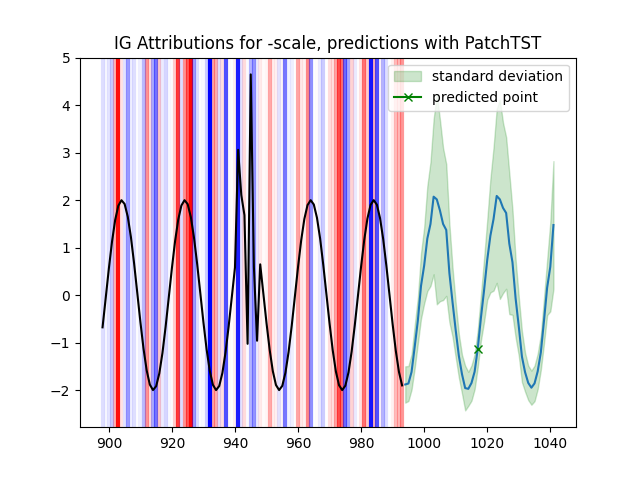 IG Attributions for -scale, predictions with PatchTST
standard deviation
predicted point
5
4
3
2
1
0
−1
−2
900 920 940 960 980 1000 1020 1040